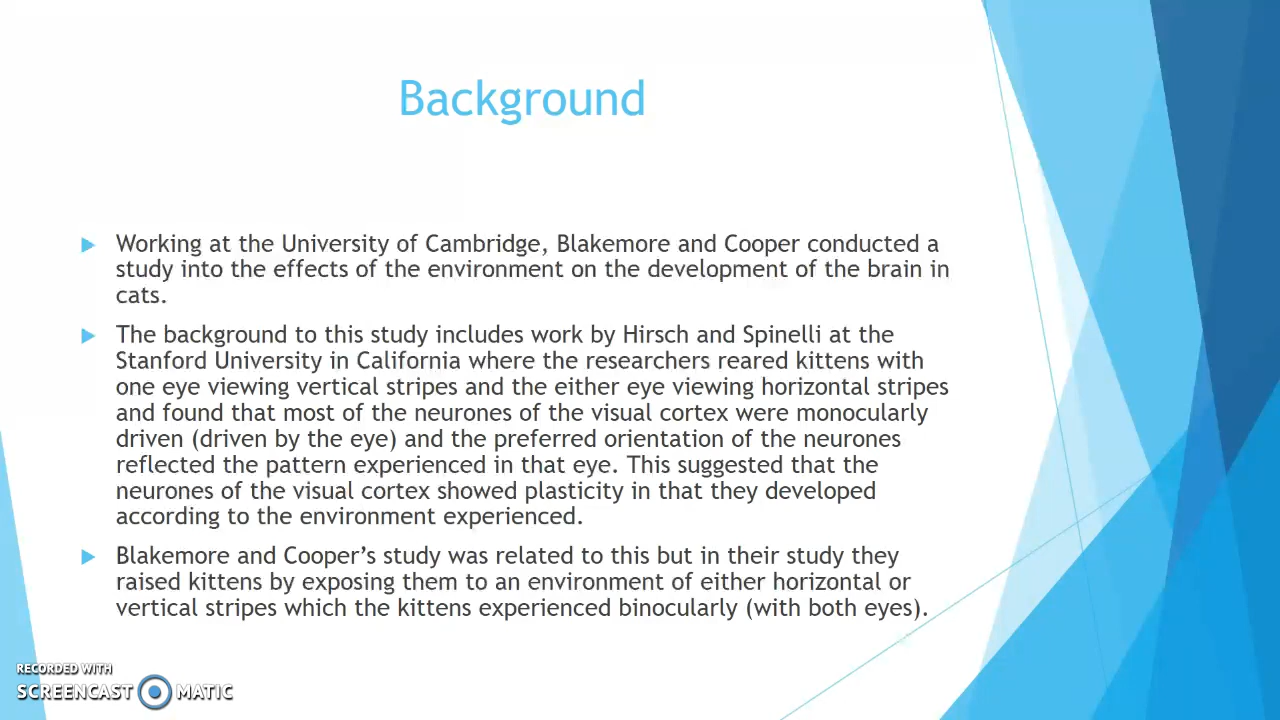 Background
Working at the University of Cambridge, Blakemore and Cooper conducted a
study into the effects of the environment on the development of the brain in
cats.
The background to this study includes work by Hirsch and Spinelli at the
Stanford University in California where the researchers reared kittens with
one eye viewing vertical stripes and the either eye viewing horizontal stripes
and found that most of the neurones of the visual cortex were monocularly
driven (driven by the eye) and the preferred orientation of the neurones
reflected the pattern experienced in that eye. This suggested that the
neurones of the visual cortex showed plasticity in that they developed
according to the environment experienced.
Blakemore and Cooper’s study was related to this but in their study they
raised kittens by exposing them to an environment of either horizontal or
vertical stripes which the kittens experienced binocularly (with both eyes).
RECORDED WITH
SCREENCAST MATIC